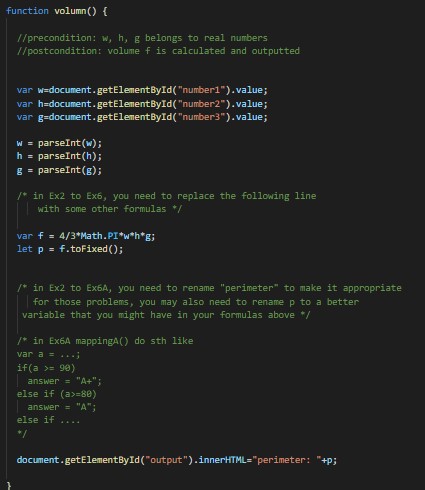 function volumn() {
//precondition: w, h, g belongs to real numbers
//postcondition: volume f is calculated and outputted
var w=document.getElementById("number1").value;
var h=document.getElementById("number2").value;
var g=document.getElementById("number3").value;
w = parseInt(w);
h = parseInt(h);
g = parseInt(g);
/* in Ex2 to Ex6, you need to replace the following line
with some other formulas */
var f = 4/3*Math.PI*w*h*g;
let p = f.toFixed();
/* in Ex2 to Ex6A, you need to rename "perimeter" to make it appropriate
for those problems, you may also need to rename p to a better
variable that you might have in your formulas above */
/* in Ex6A mappingA() do sth like
var a = ...;
if(a >= 90)
answer = "A+";
else if (a>=80)
answer = "A";
else if ....
*/
document.getElementById("output").innerHTML="perimeter: "+p;
}